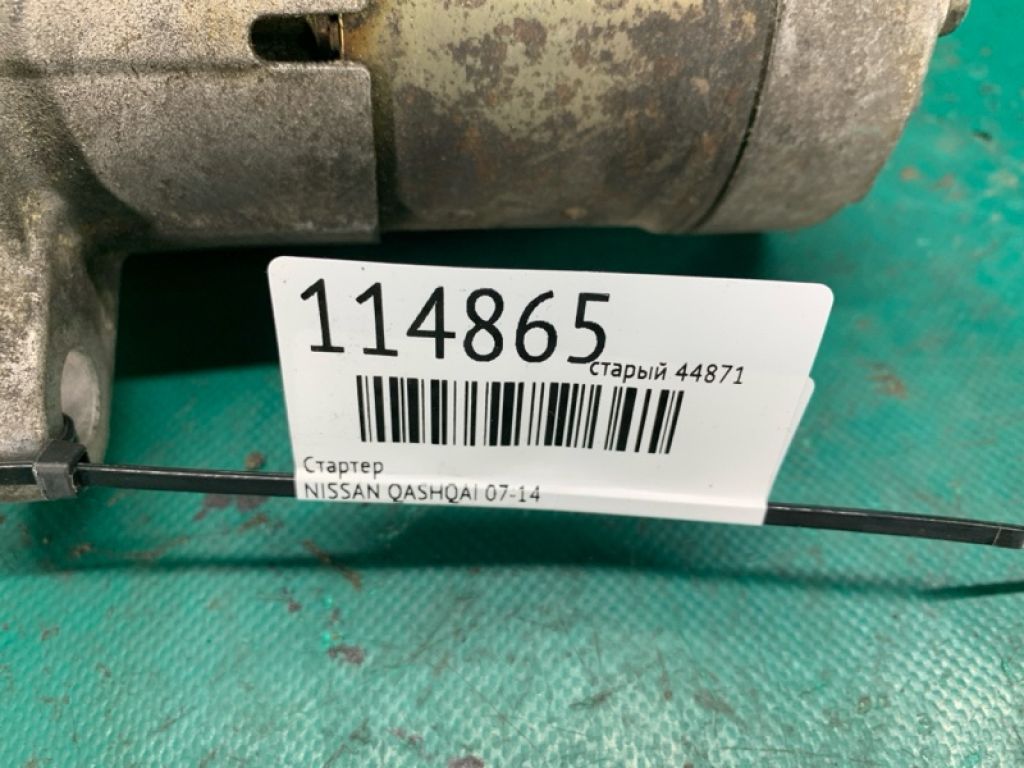 114865
старый 44871
Стартер
NISSAN QASHQAI 07-14